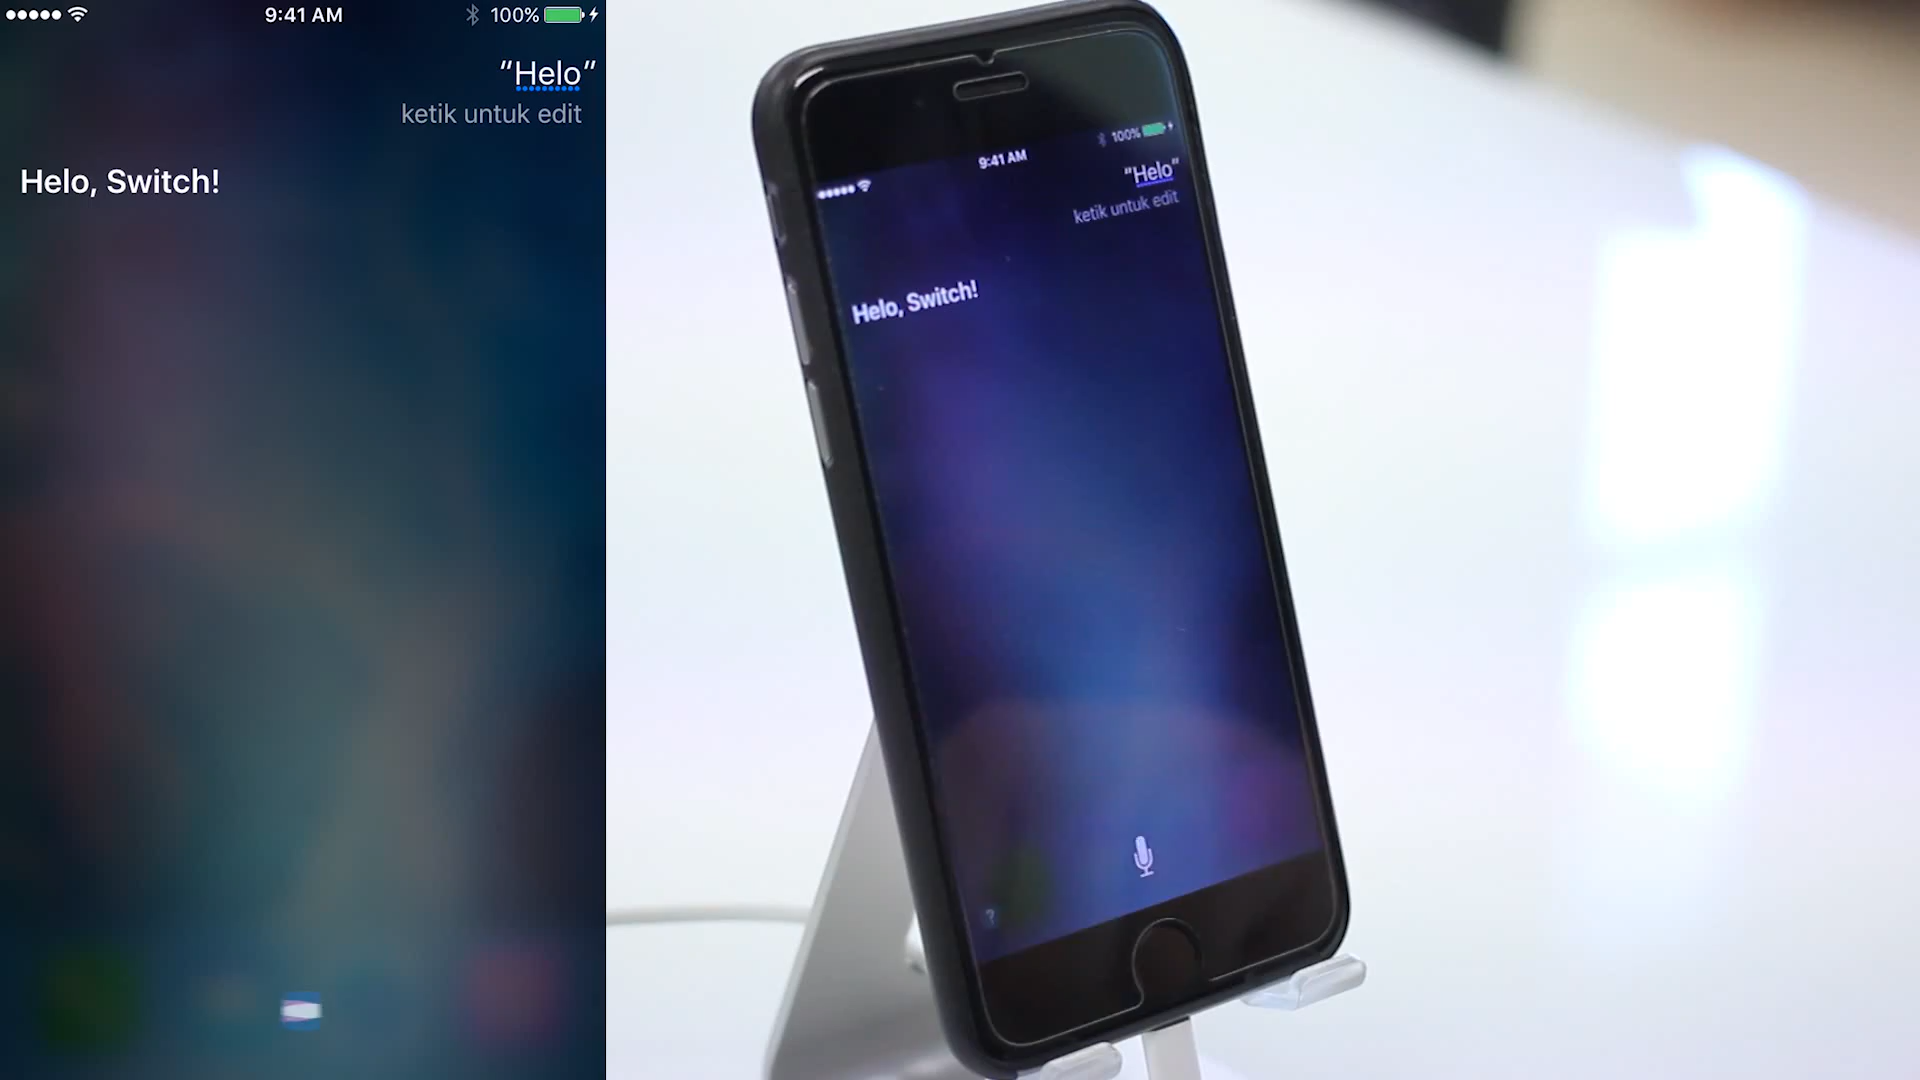 9:41 AM
100%
“Helo”
ketik untuk edit
Helo, Switch!
9:41 AM
100%
“Helo”
ketik untuk edit
Helo, Switch!
?